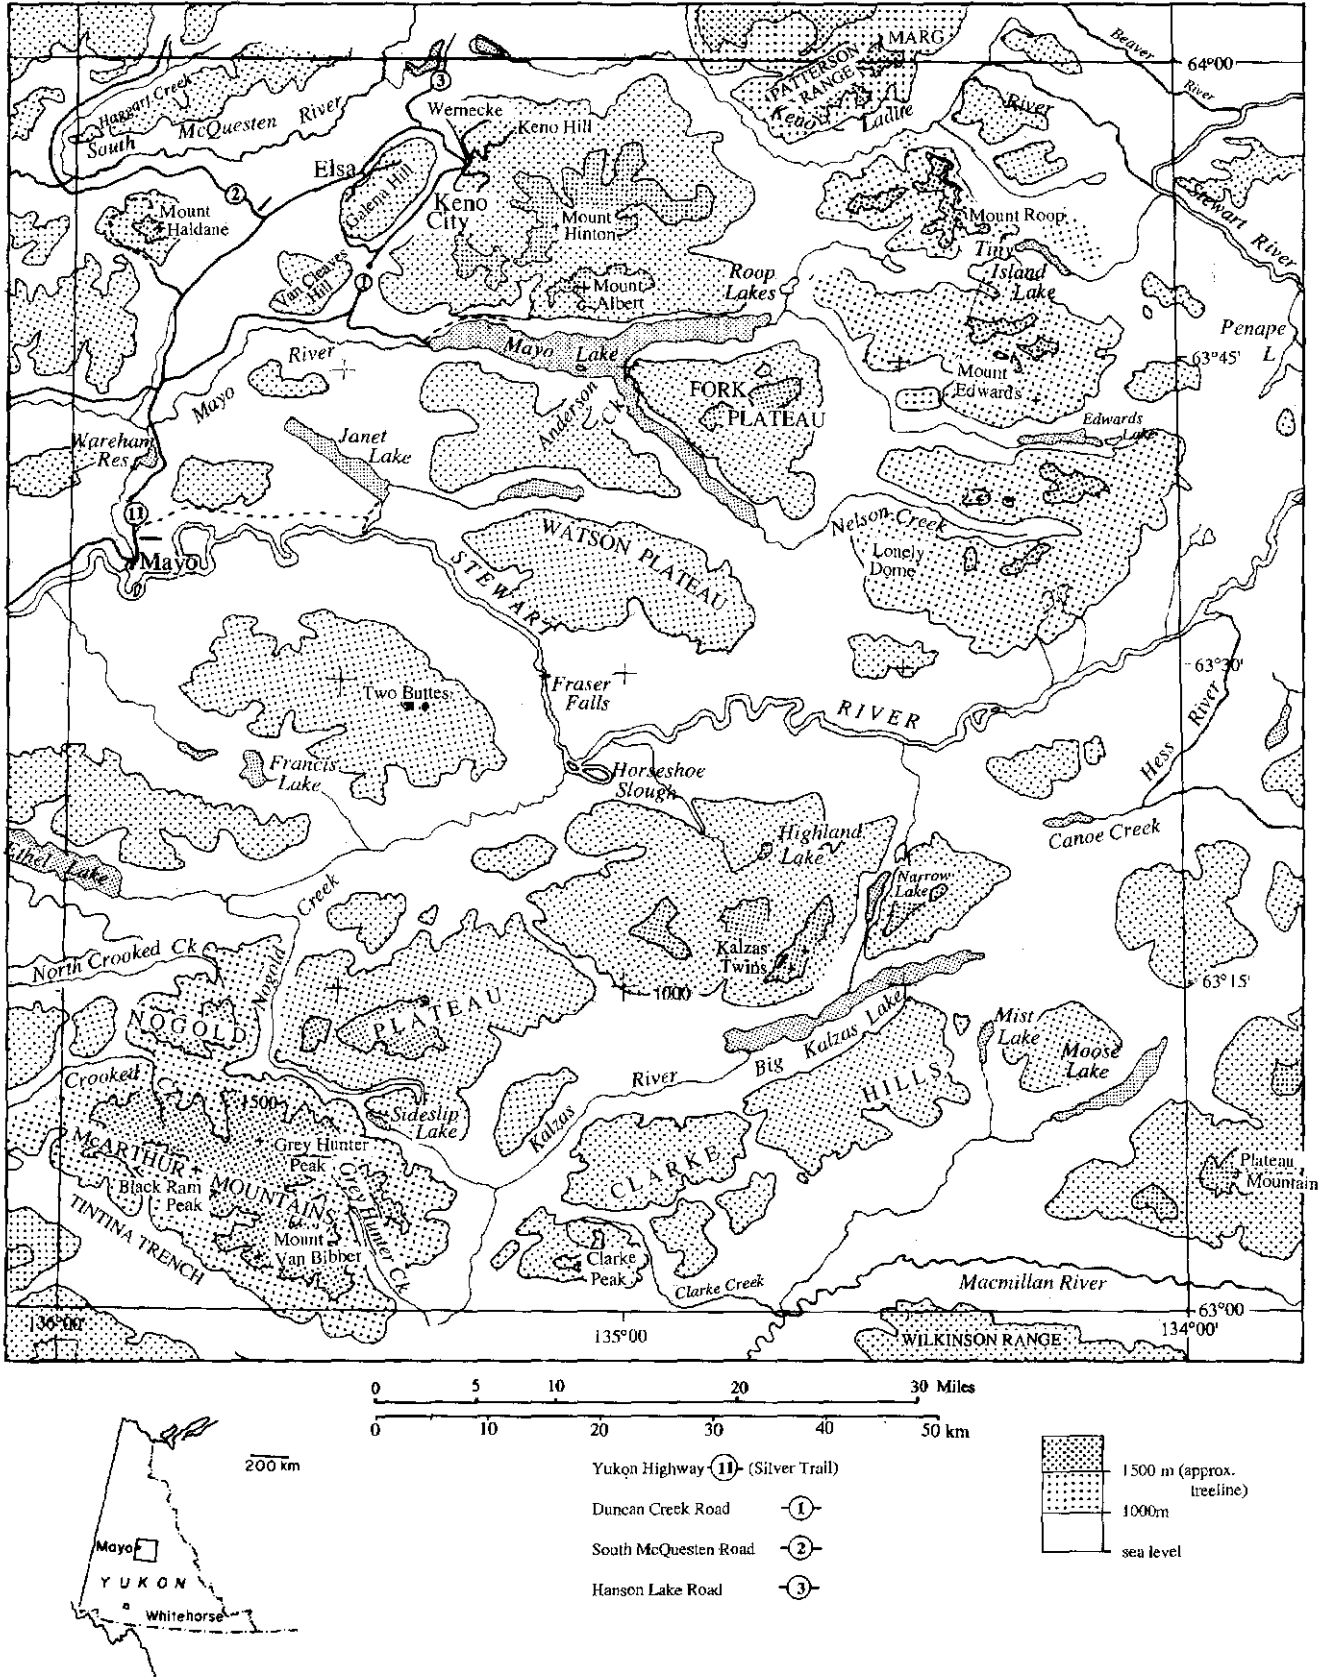 MARG
Beaver
River
64°00'
PATTERSON
RANGE
Keno
Ladue
River
Haggart Creek
South McQuesten River
3
Wernecke
Keno Hill
Elsa
Galena Hill
Keno
City
2
Mount
Haldane
Mount
Hinton
Mount Roop
Stewart River
Tiny
Island
Lake
Van Cleaves
Hill
1
Mount
Albert
Roop
Lakes
Penape
L.
River
Mayo Lake
63°45'
Mayo
FORK
PLATEAU
Mount
Edwards
Anderson
Ck
Edwards
Lake
Wareham
Res.
Janet
Lake
11
Mayo
Nelson Creek
WATSON PLATEAU
Lonely
Dome
STEWART
63°30'
Two Buttes
Fraser
Falls
RIVER
Hess River
Francis
Lake
Horseshoe
Slough
Highland
Lake
Canoe Creek
Ethel Lake
Narrow
Lake
Creek
Nogold
North Crooked Ck
Kalzas
Twins
63°15'
1000
NOGOLD
PLATEAU
Big Kalzas Lake
Mist
Lake
Moose
Lake
Crooked
1500
River
Kalzas
HILLS
Sideslip
Lake
McARTHUR
MOUNTAINS
Grey Hunter
Peak
CLARKE
Black Ram
Peak
Grey Hunter Ck
Plateau
Mountain
TINTINA TRENCH
Mount
Van Bibber
Clarke
Peak
Clarke Creek
Macmillan River
63°00
136°00'
135°00
134°00'
WILKINSON RANGE
0 5 10 20 30 Miles
0 10 20 30 40 50 km
200 km
Yukon Highway 11 (Silver Trail)
Duncan Creek Road 1
South McQuesten Road 2
Hanson Lake Road 3
1500 m (approx.
treeline)
1000m
sea level
Mayo
YUKON
Whitehorse